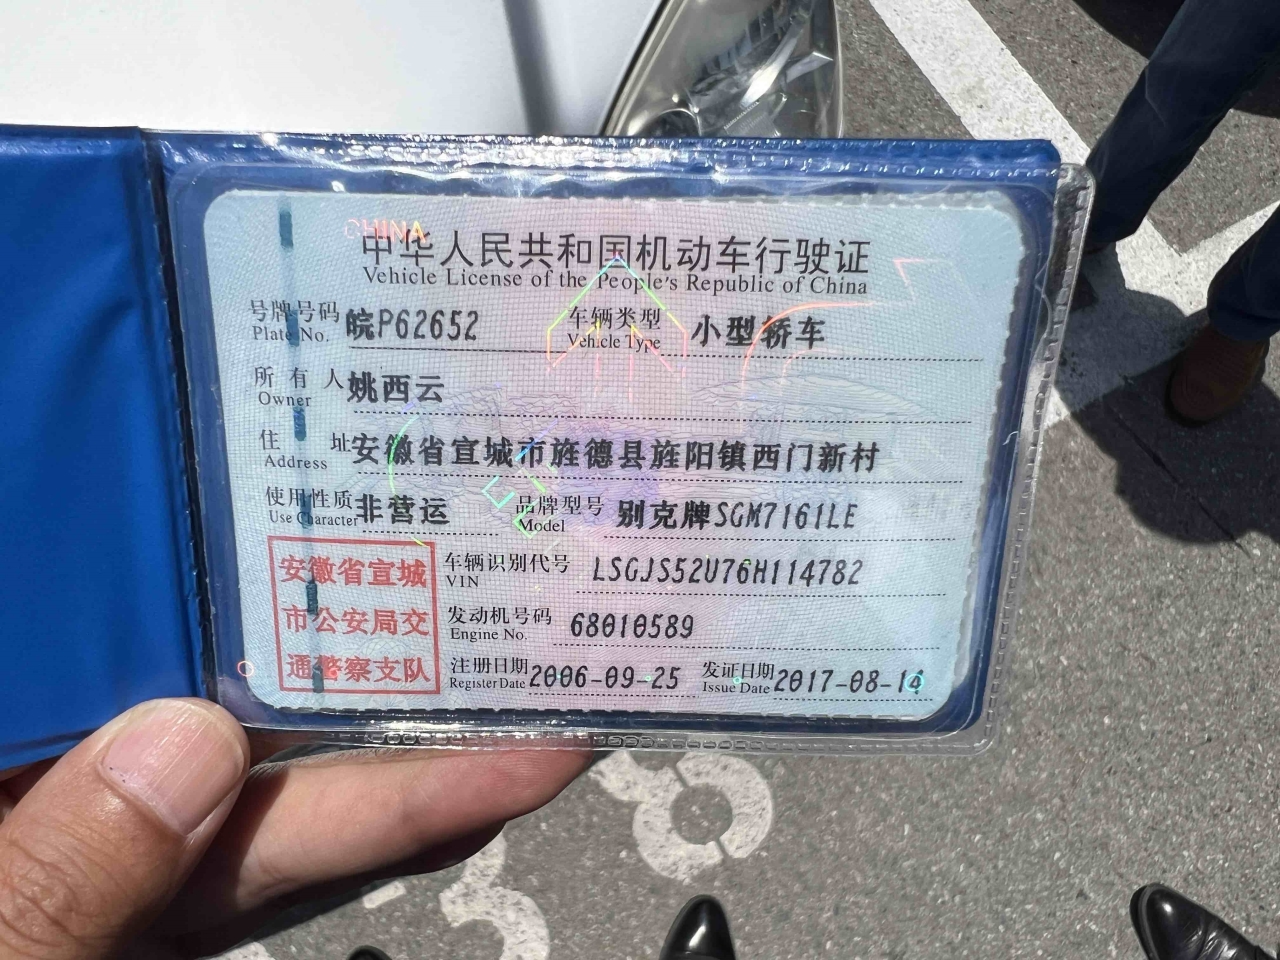 CHINA
中华人民共和国机动车行驶证
Vehicle License of the People's Republic of China
号牌号码 皖P62652 车辆类型 小型轿车
Plate No. Vehicle Type
所有人 姚西云
Owner
住址 安徽省宣城市旌德县旌阳镇西门新村
Address
使用性质 非营运 品牌型号 别克牌SGM7161LE
Use Character Model
安徽省宣城
市公安局交
通警察支队
车辆识别代号 LSGJS52U76H114782
VIN
发动机号码 68010589
Engine No.
注册日期 2006-09-25 发证日期 2017-08-14
Register Date Issue Date